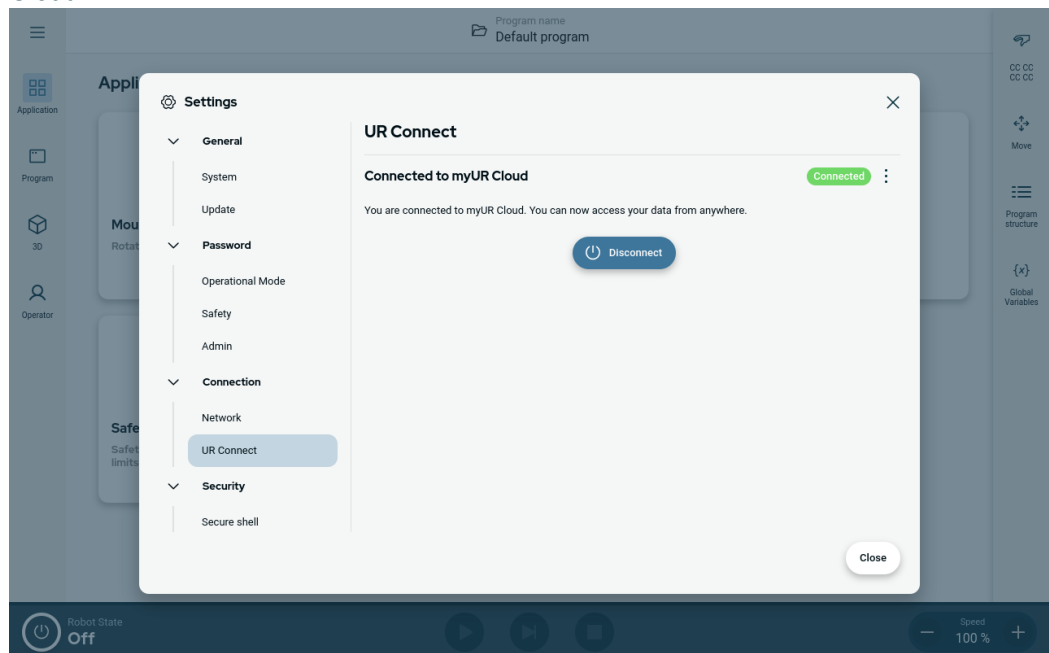 Program name
Default program
Application
Program
3D
Operator
Appli
Mou
Rotat
Safe
Safet
limits
Settings
General
System
Update
Password
Operational Mode
Safety
Admin
Connection
Network
UR Connect
Security
Secure shell
UR Connect
Connected to myUR Cloud
Connected
You are connected to myUR Cloud. You can now access your data from anywhere.
Disconnect
Close
CC CC
CC CC
Move
Program
structure
{x}
Global
Variables
Robot State
Off
Speed
100 %